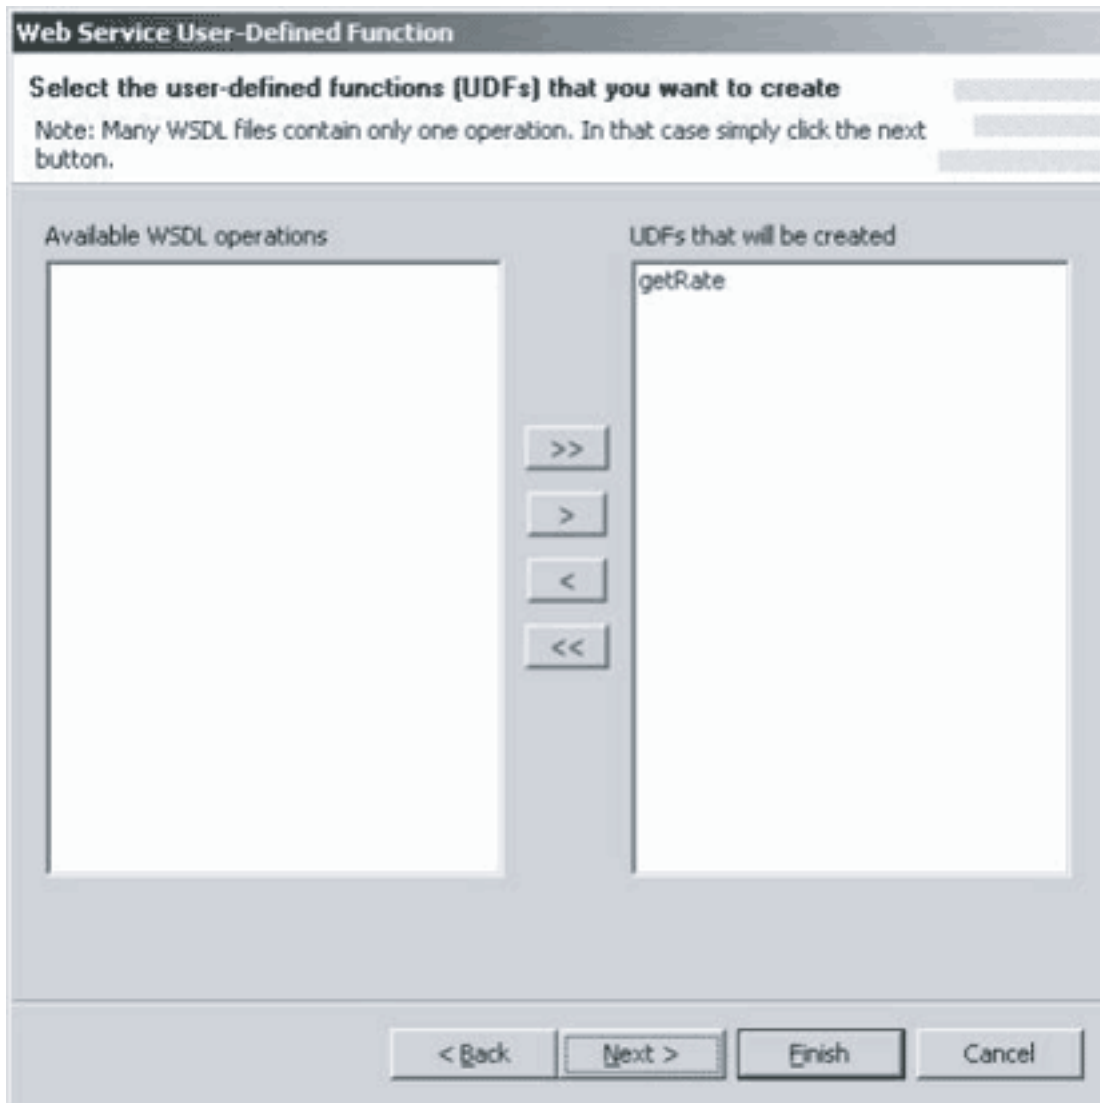 Web Service User-Defined Function
Select the user-defined functions (UDFs) that you want to create
Note: Many WSDL files contain only one operation. In that case simply click the next
button.
Available WSDL operations
UDFs that will be created
getRate
>>
>
<
<<
< Back
Next >
Finish
Cancel